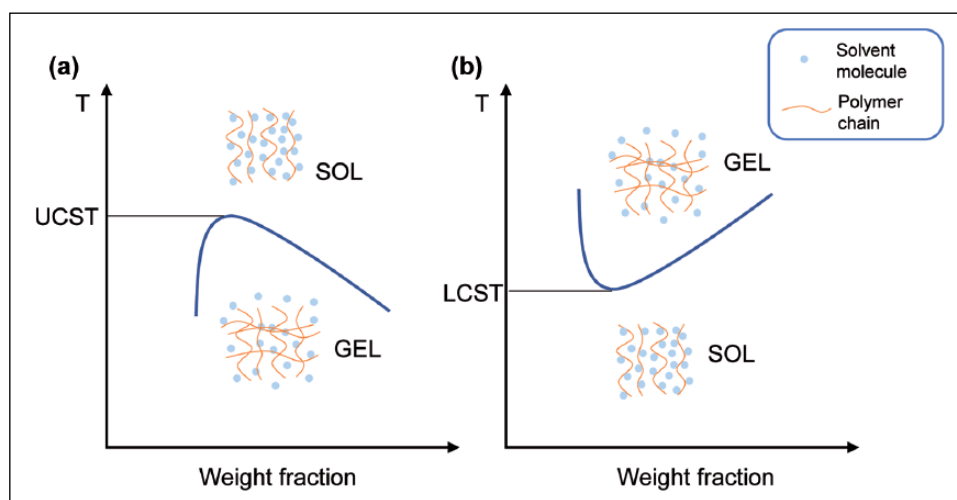 (a)
T
UCST
SOL
GEL
Weight fraction
(b)
T
LCST
GEL
SOL
Weight fraction
Solvent
molecule
Polymer
chain